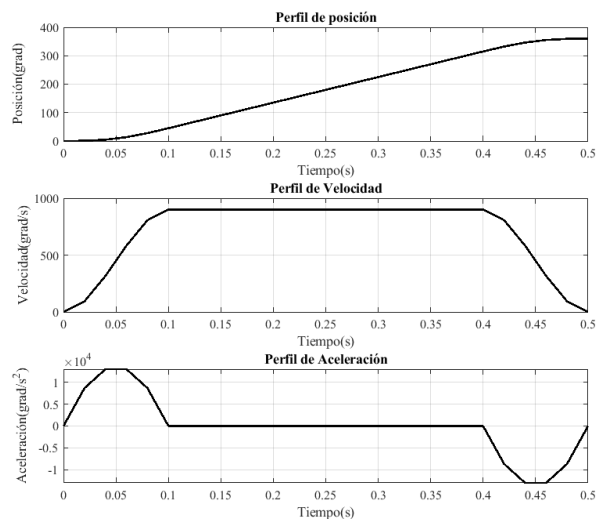 Perfil de posición
400
300
200
100
0
Posición(grad)
0 0.05 0.1 0.15 0.2 0.25 0.3 0.35 0.4 0.45 0.5
Tiempo(s)
Perfil de Velocidad
1000
500
0
Velocidad(grad/s)
0 0.05 0.1 0.15 0.2 0.25 0.3 0.35 0.4 0.45 0.5
Tiempo(s)
Perfil de Aceleración
×10⁴
1
0.5
0
-0.5
-1
Aceleración(grad/s²)
0 0.05 0.1 0.15 0.2 0.25 0.3 0.35 0.4 0.45 0.5
Tiempo(s)